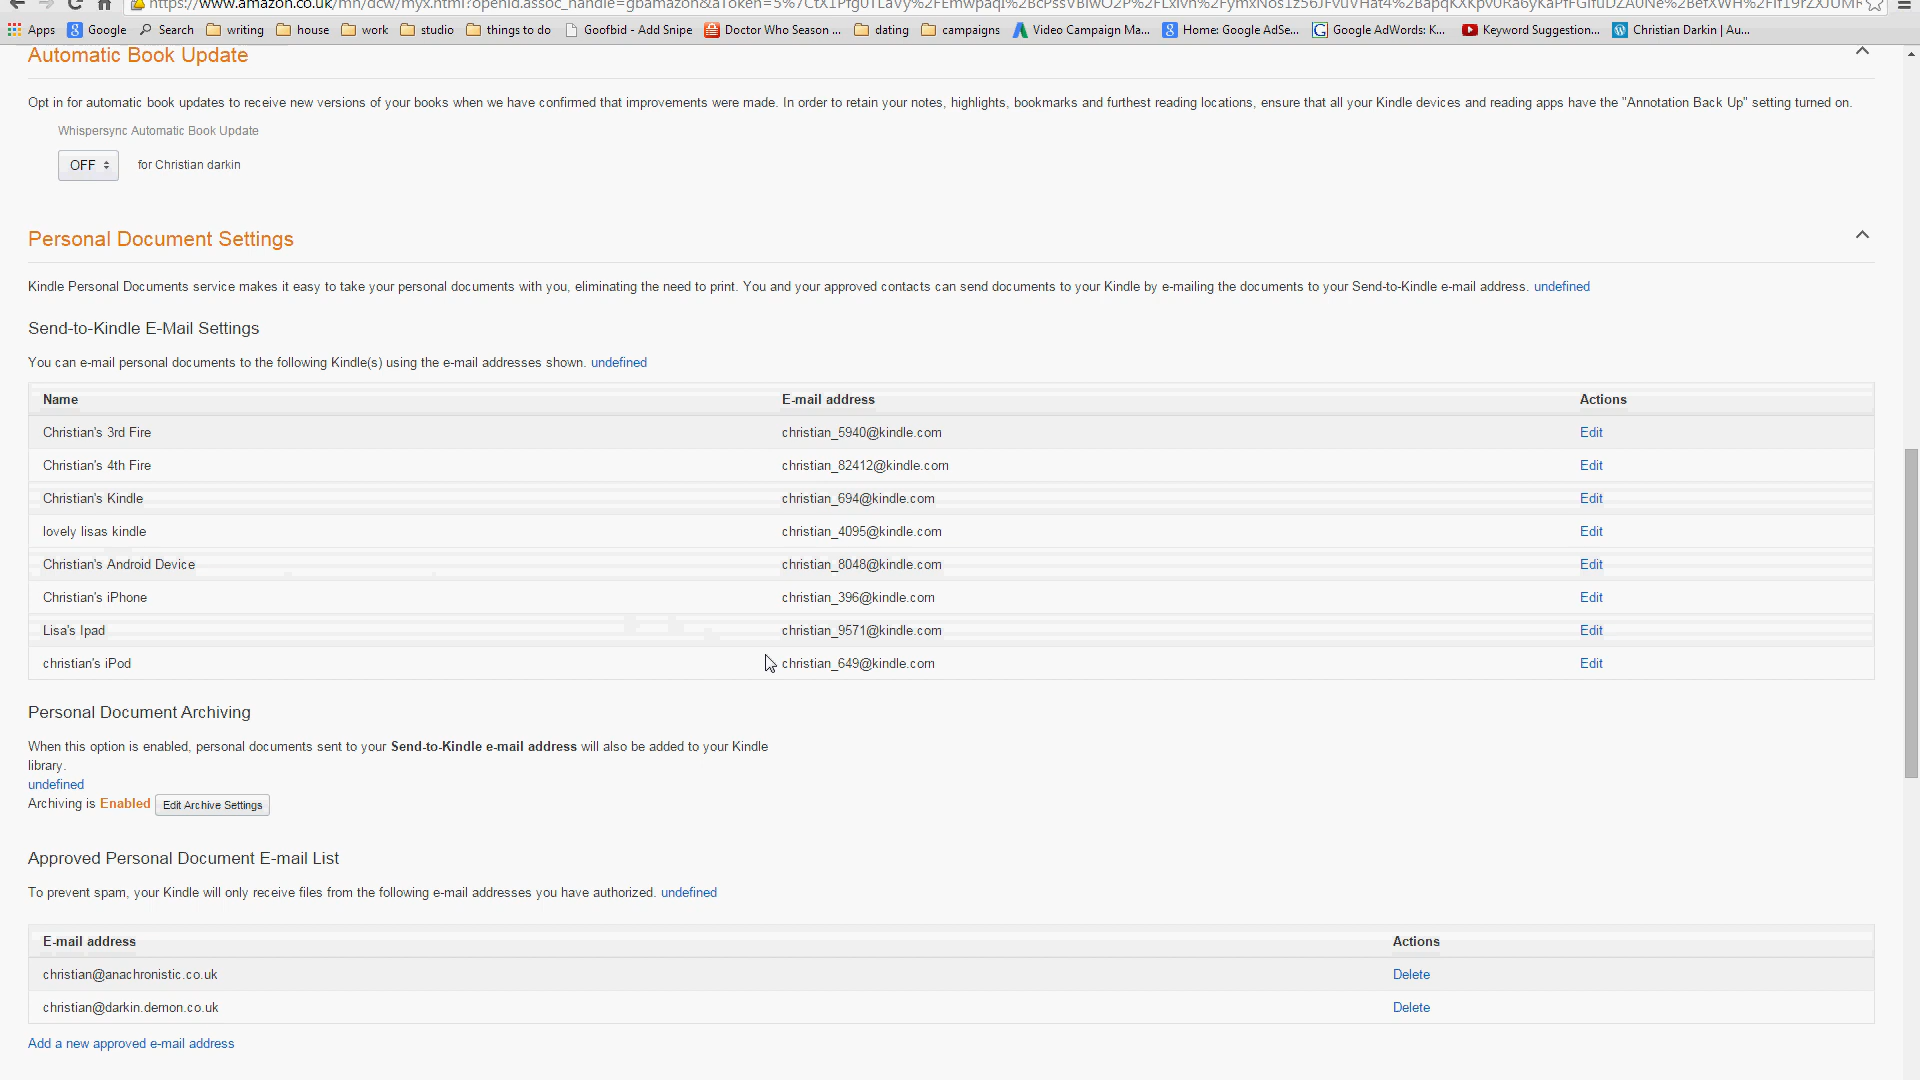 Apps Google Search writing house work studio things to do Goofbid - Add Snipe Doctor Who Season ... dating campaigns Video Campaign Ma... Home: Google AdSe... Google AdWords: K... Keyword Suggestion... Christian Darkin | Au...
Automatic Book Update
Opt in for automatic book updates to receive new versions of your books when we have confirmed that improvements were made. In order to retain your notes, highlights, bookmarks and furthest reading locations, ensure that all your Kindle devices and reading apps have the "Annotation Back Up" setting turned on.
Whispersync Automatic Book Update
OFF for Christian darkin
Personal Document Settings
Kindle Personal Documents service makes it easy to take your personal documents with you, eliminating the need to print. You and your approved contacts can send documents to your Kindle by e-mailing the documents to your Send-to-Kindle e-mail address. undefined
Send-to-Kindle E-Mail Settings
You can e-mail personal documents to the following Kindle(s) using the e-mail addresses shown. undefined
Name E-mail address Actions
Christian's 3rd Fire christian_5940@kindle.com Edit
Christian's 4th Fire christian_82412@kindle.com Edit
Christian's Kindle christian_694@kindle.com Edit
lovely lisas kindle christian_4095@kindle.com Edit
Christian's Android Device christian_8048@kindle.com Edit
Christian's iPhone christian_396@kindle.com Edit
Lisa's Ipad christian_9571@kindle.com Edit
christian's iPod christian_649@kindle.com Edit
Personal Document Archiving
When this option is enabled, personal documents sent to your Send-to-Kindle e-mail address will also be added to your Kindle
library.
undefined
Archiving is Enabled Edit Archive Settings
Approved Personal Document E-mail List
To prevent spam, your Kindle will only receive files from the following e-mail addresses you have authorized. undefined
E-mail address Actions
christian@anachronistic.co.uk Delete
christian@darkin.demon.co.uk Delete
Add a new approved e-mail address